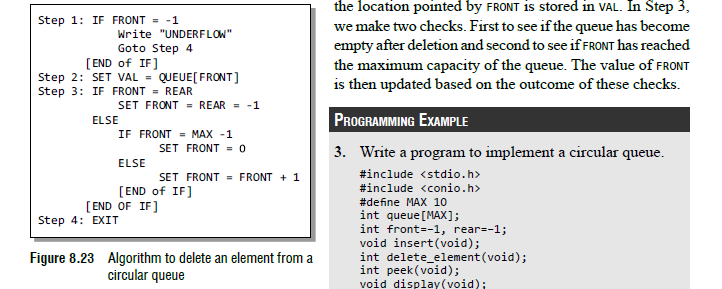 Step 1: IF FRONT = -1
Write "UNDERFLOW"
Goto Step 4
[END of IF]
Step 2: SET VAL = QUEUE[FRONT]
Step 3: IF FRONT = REAR
SET FRONT = REAR = -1
ELSE
IF FRONT = MAX -1
SET FRONT = 0
ELSE
SET FRONT = FRONT + 1
[END of IF]
[END OF IF]
Step 4: EXIT
Figure 8.23 Algorithm to delete an element from a
circular queue
the location pointed by FRONT is stored in VAL. In Step 3,
we make two checks. First to see if the queue has become
empty after deletion and second to see if FRONT has reached
the maximum capacity of the queue. The value of FRONT
is then updated based on the outcome of these checks.
PROGRAMMING EXAMPLE
3. Write a program to implement a circular queue.
#include <stdio.h>
#include <conio.h>
#define MAX 10
int queue[MAX];
int front=-1, rear=-1;
void insert(void);
int delete_element(void);
int peek(void);
void display(void);